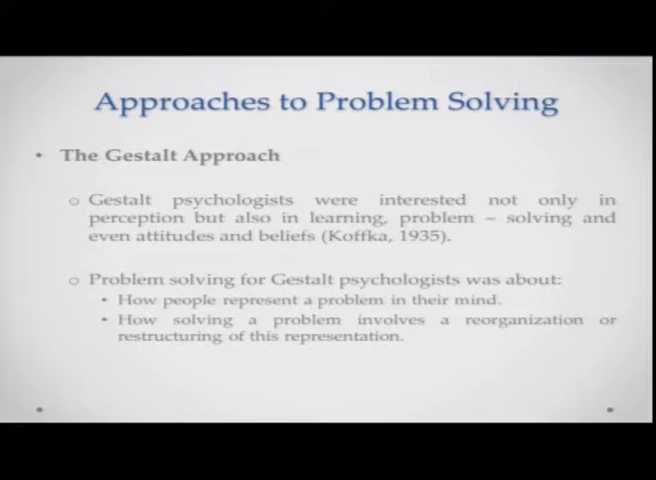 Approaches to Problem Solving
• The Gestalt Approach
o Gestalt psychologists were interested not only in
perception but also in learning, problem – solving and
even attitudes and beliefs (Koffka, 1935).
o Problem solving for Gestalt psychologists was about:
• How people represent a problem in their mind.
• How solving a problem involves a reorganization or
restructuring of this representation.